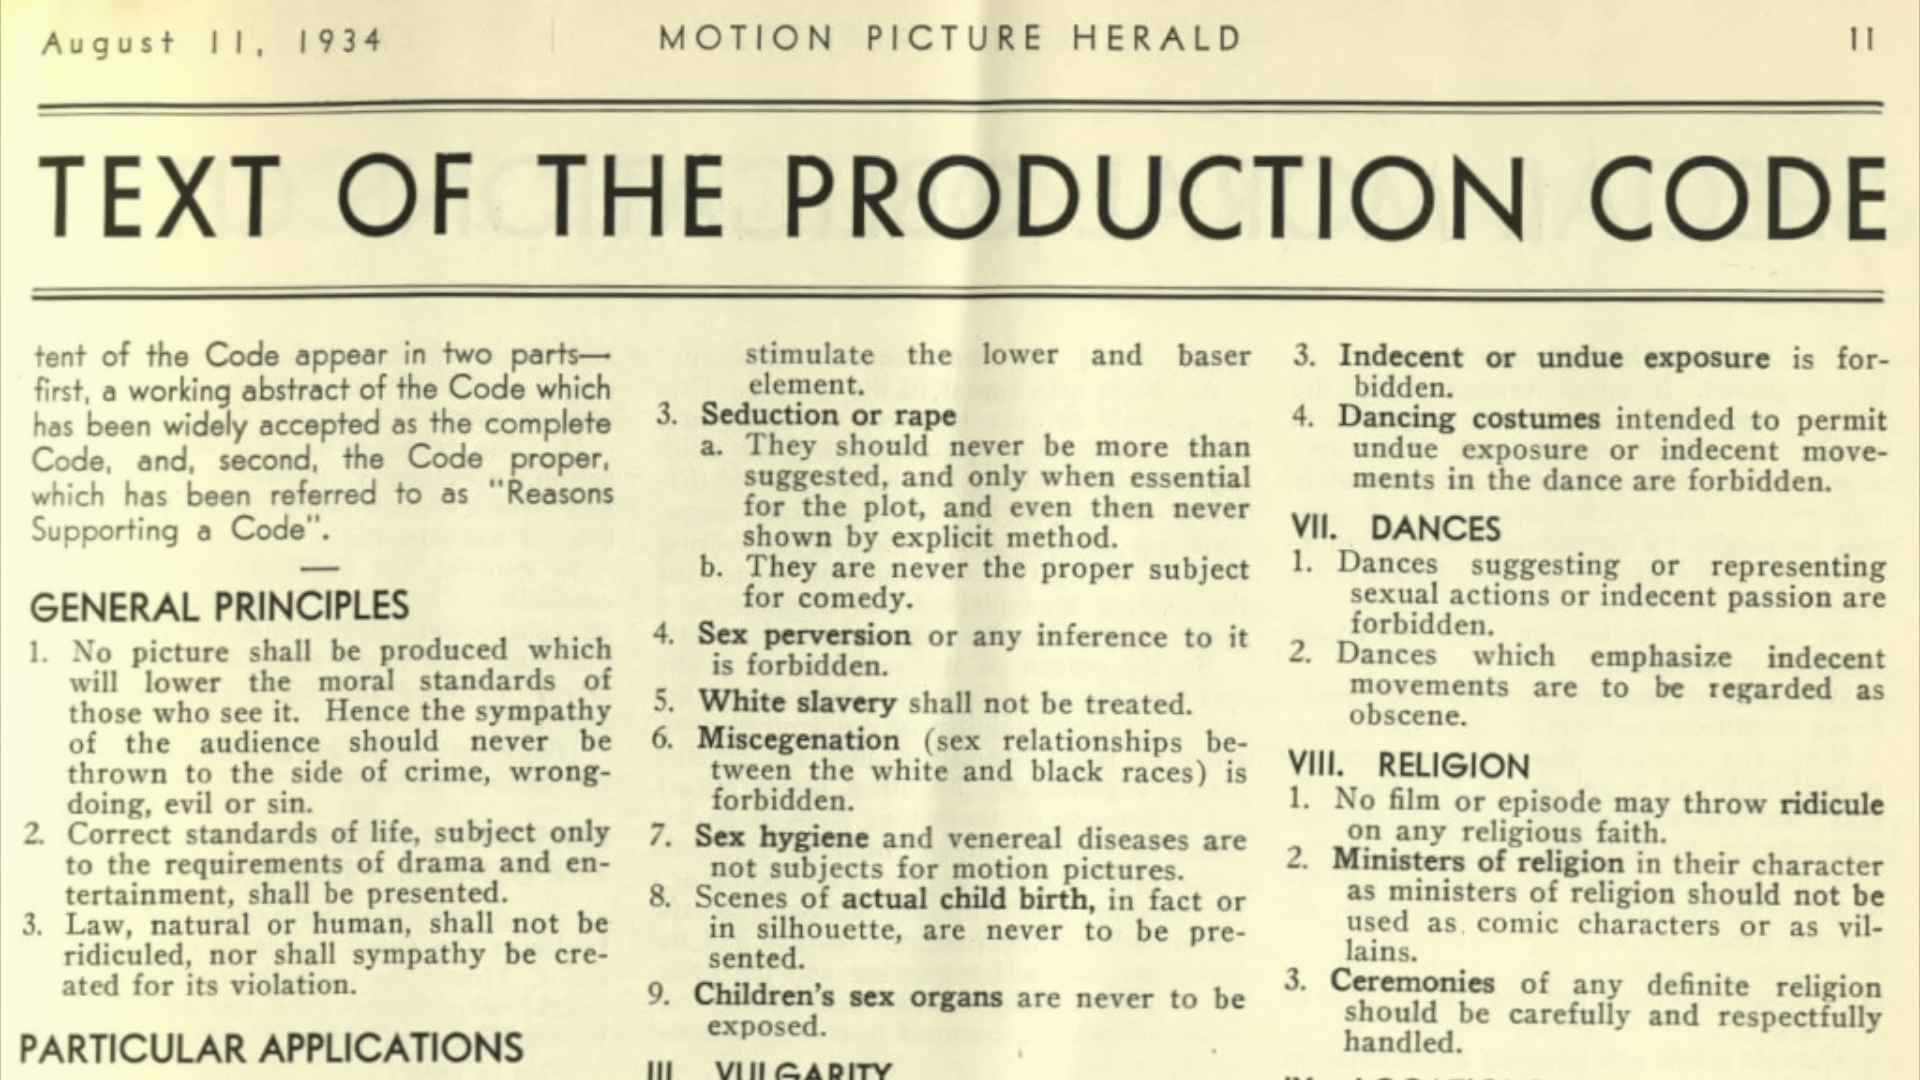 August 11, 1934
MOTION PICTURE HERALD
11
TEXT OF THE PRODUCTION CODE
tent of the Code appear in two parts—
first, a working abstract of the Code which
has been widely accepted as the complete
Code, and, second, the Code proper,
which has been referred to as "Reasons
Supporting a Code".
GENERAL PRINCIPLES
1. No picture shall be produced which
will lower the moral standards of
those who see it. Hence the sympathy
of the audience should never be
thrown to the side of crime, wrong-
doing, evil or sin.
2. Correct standards of life, subject only
to the requirements of drama and en-
tertainment, shall be presented.
3. Law, natural or human, shall not be
ridiculed, nor shall sympathy be cre-
ated for its violation.
PARTICULAR APPLICATIONS
stimulate the lower and baser
element.
3. Seduction or rape
a. They should never be more than
suggested, and only when essential
for the plot, and even then never
shown by explicit method.
b. They are never the proper subject
for comedy.
4. Sex perversion or any inference to it
is forbidden.
5. White slavery shall not be treated.
6. Miscegenation (sex relationships be-
tween the white and black races) is
forbidden.
7. Sex hygiene and venereal diseases are
not subjects for motion pictures.
8. Scenes of actual child birth, in fact or
in silhouette, are never to be pre-
sented.
9. Children's sex organs are never to be
exposed.
III. VULGARITY
3. Indecent or undue exposure is for-
bidden.
4. Dancing costumes intended to permit
undue exposure or indecent move-
ments in the dance are forbidden.
VII. DANCES
1. Dances suggesting or representing
sexual actions or indecent passion are
forbidden.
2. Dances which emphasize indecent
movements are to be regarded as
obscene.
VIII. RELIGION
1. No film or episode may throw ridicule
on any religious faith.
2. Ministers of religion in their character
as ministers of religion should not be
used as comic characters or as vil-
lains.
3. Ceremonies of any definite religion
should be carefully and respectfully
handled.